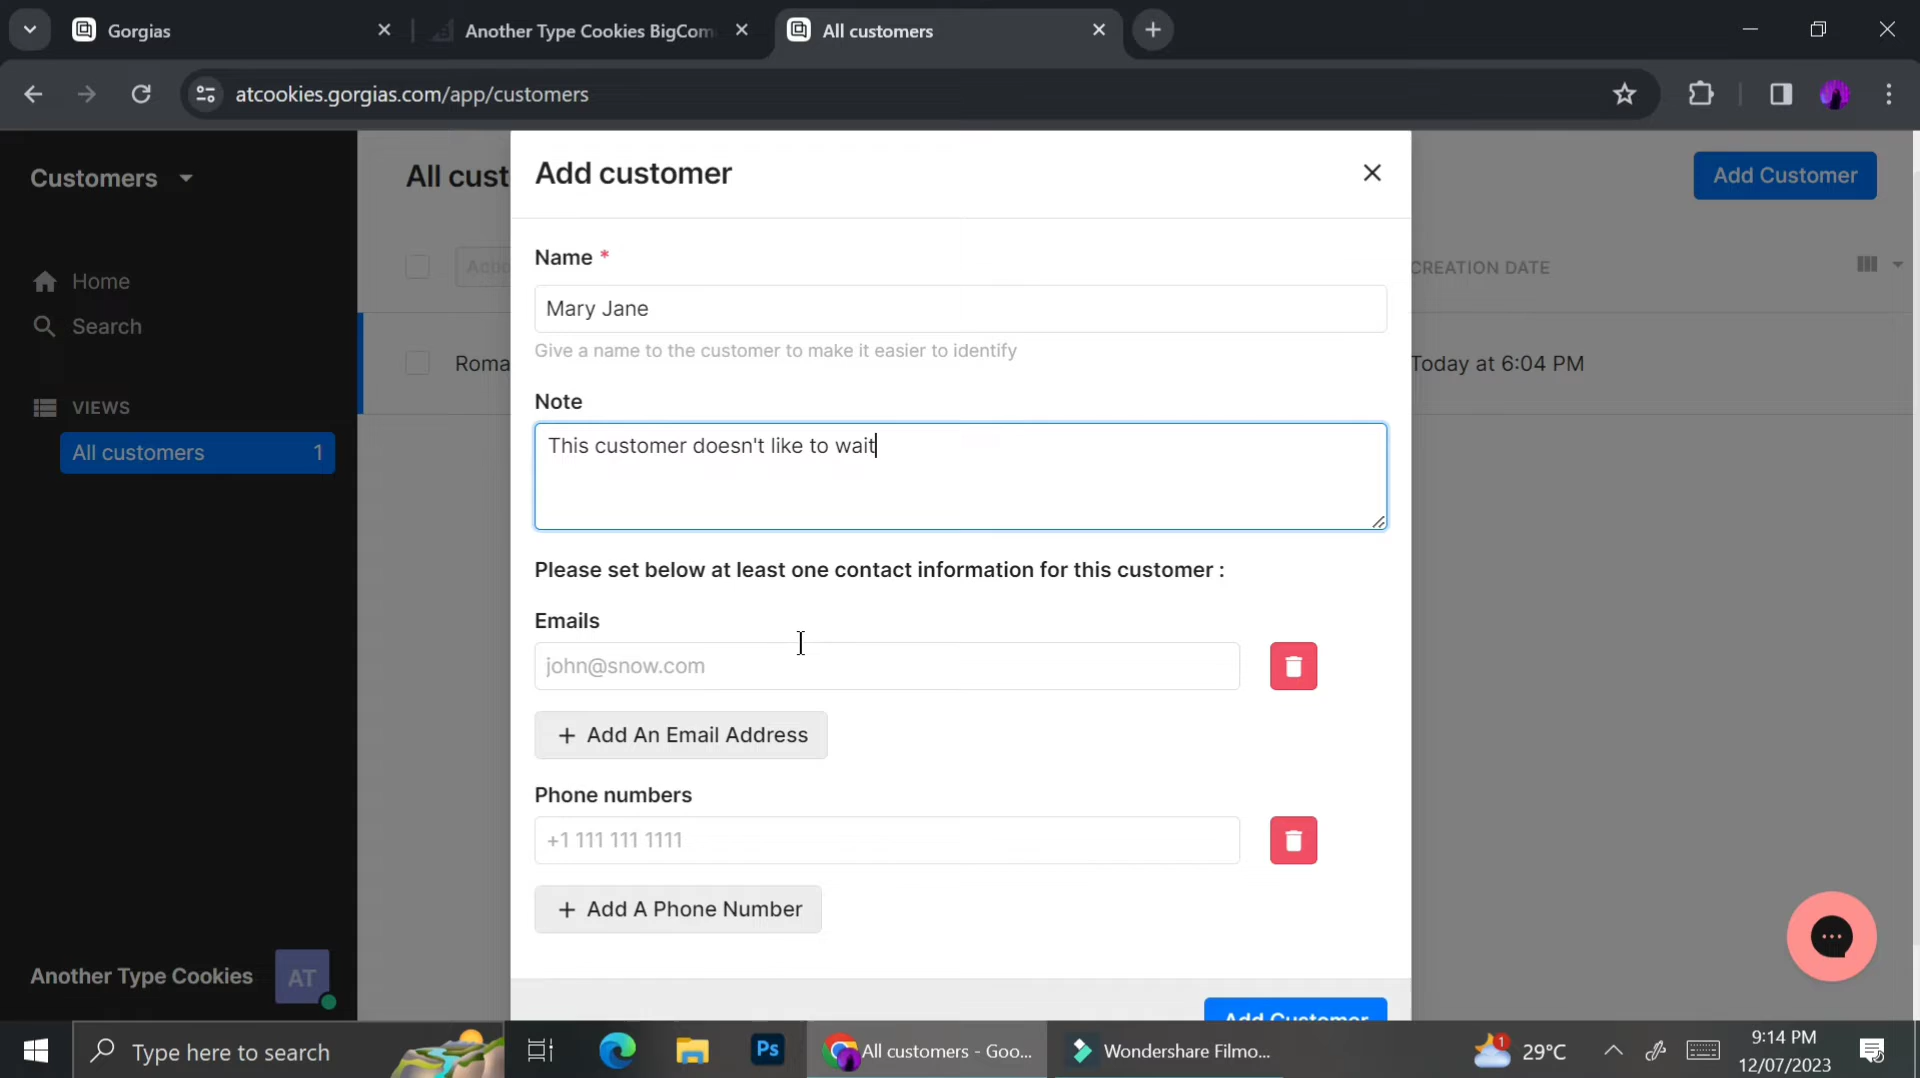 Gorgias
Another Type Cookies BigCom
All customers
atcookies.gorgias.com/app/customers
Customers
Home
Search
VIEWS
All customers 1
Another Type Cookies AT
All cust
Add Customer
Actio
CREATION DATE
Roma
Today at 6:04 PM
Add customer
Name *
Mary Jane
Give a name to the customer to make it easier to identify
Note
This customer doesn't like to wait
Please set below at least one contact information for this customer :
Emails
john@snow.com
+ Add An Email Address
Phone numbers
+1 111 111 1111
+ Add A Phone Number
Add Customer
Type here to search
Ps
All customers - Goo...
Wondershare Filmo...
1
29°C
9:14 PM
12/07/2023